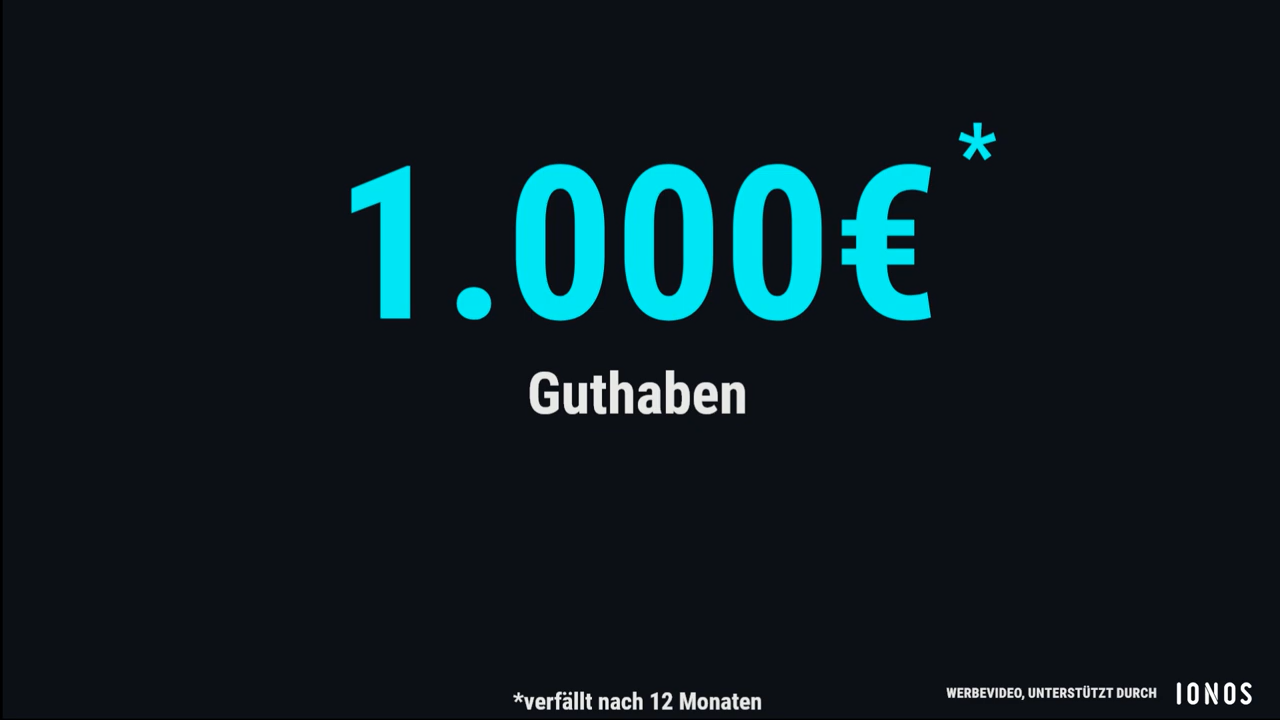 1.000€*
Guthaben
*verfällt nach 12 Monaten
WERBEVIDEO, UNTERSTÜTZT DURCH IONOS